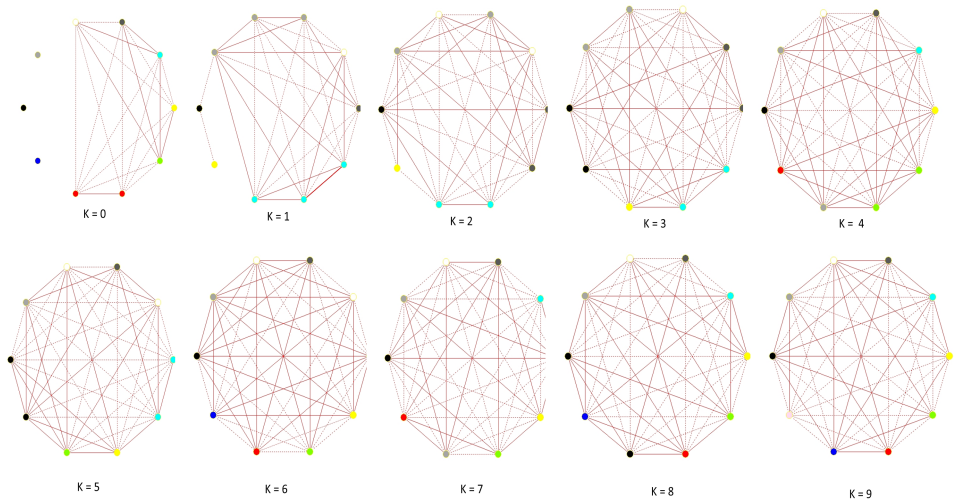 K = 0
K = 1
K = 2
K = 3
K = 4
K = 5
K = 6
K = 7
K = 8
K = 9